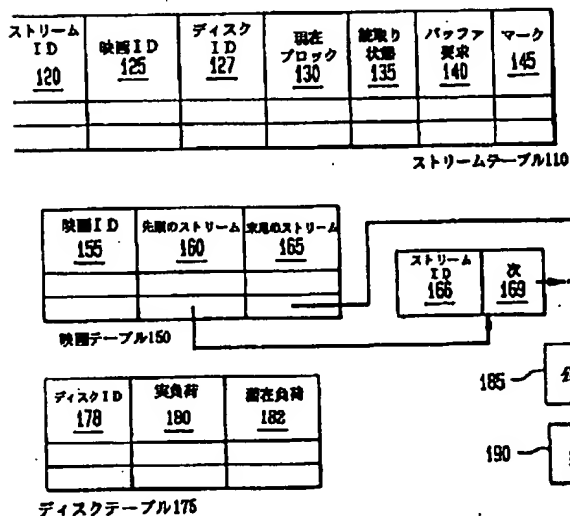 ストリーム
ID
120
映画ID
125
ディスク
ID
127
現在
ブロック
130
読取り
状態
135
バッファ
要求
140
マーク
145
ストリームテーブル110
映画ID
155
先頭のストリーム
160
末尾のストリーム
165
映画テーブル150
ストリーム
ID
166
次
169
185
190
ディスクID
178
実負荷
180
潜在負荷
182
ディスクテーブル175